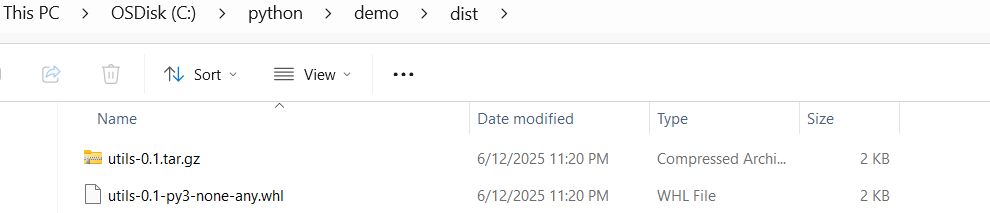 This PC > OSDisk (C:) > python > demo > dist >
Sort View •••
Name Date modified Type Size
utils-0.1.tar.gz 6/12/2025 11:20 PM Compressed Archi... 2 KB
utils-0.1-py3-none-any.whl 6/12/2025 11:20 PM WHL File 2 KB